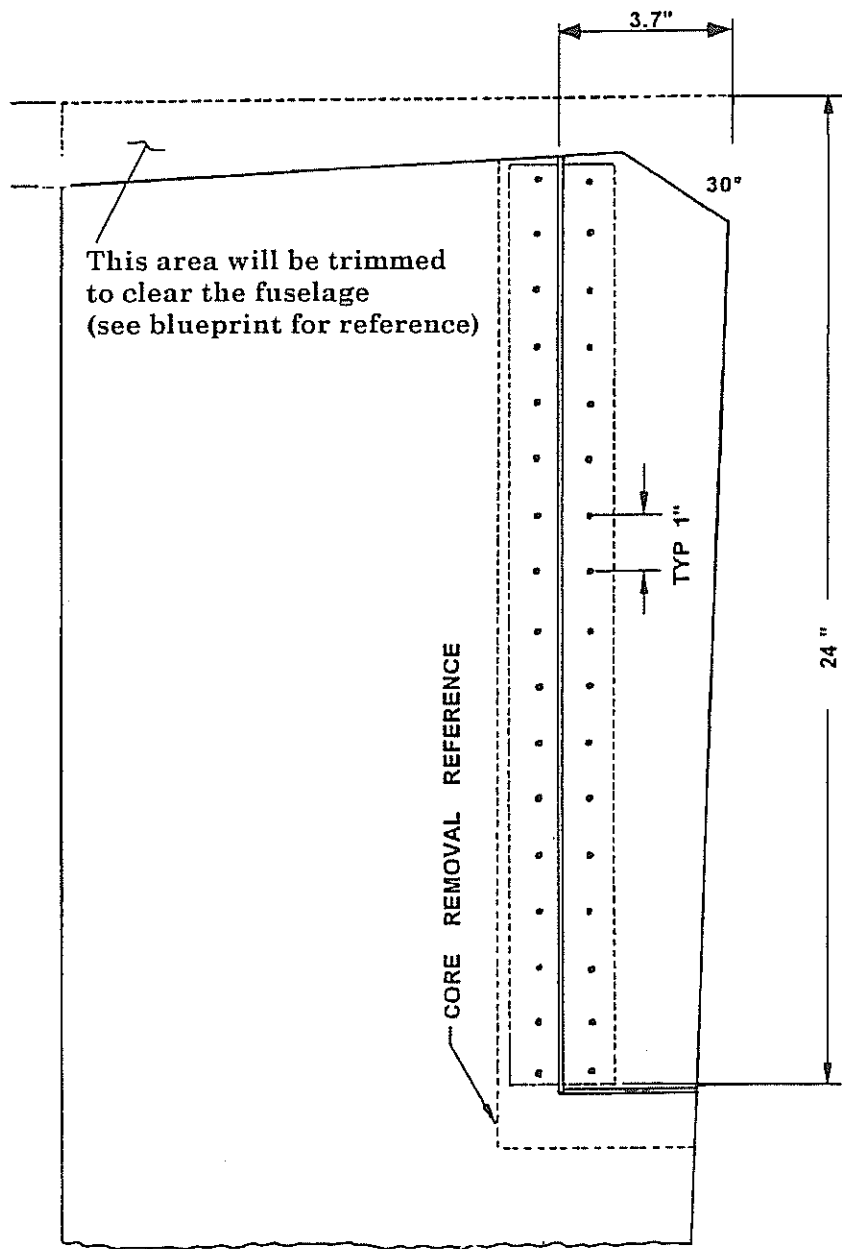 3.7"
30°
This area will be trimmed
to clear the fuselage
(see blueprint for reference)
TYP 1"
24"
CORE REMOVAL REFERENCE